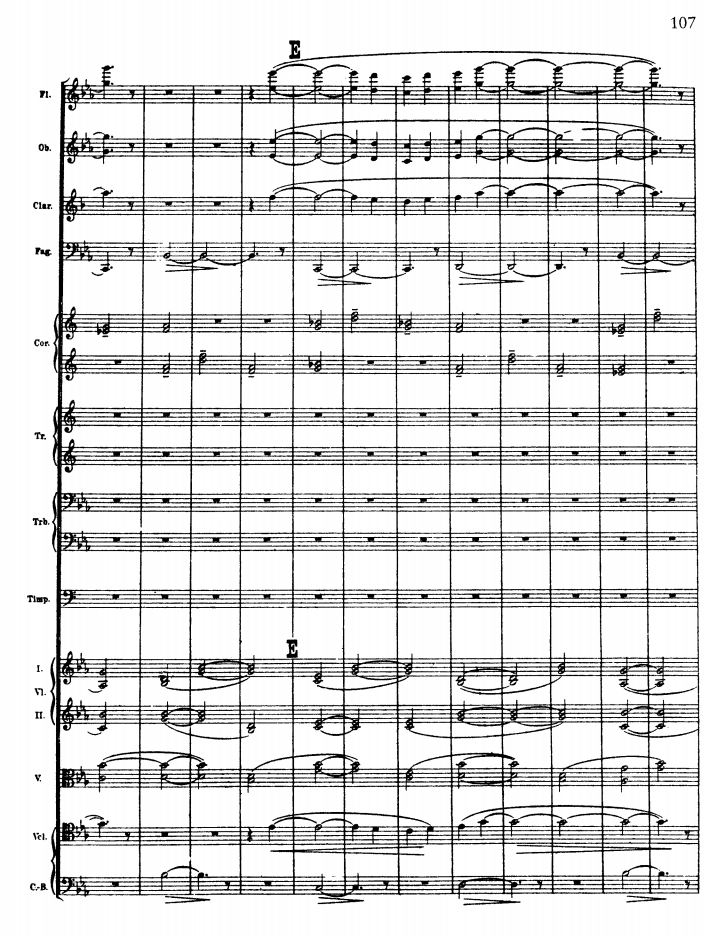 107
E
Fl.
Ob.
Clar.
Fag.
Cor.
Tr.
Trb.
Timp.
E
I.
Vl.
II.
V.
Vcl.
C.-B.